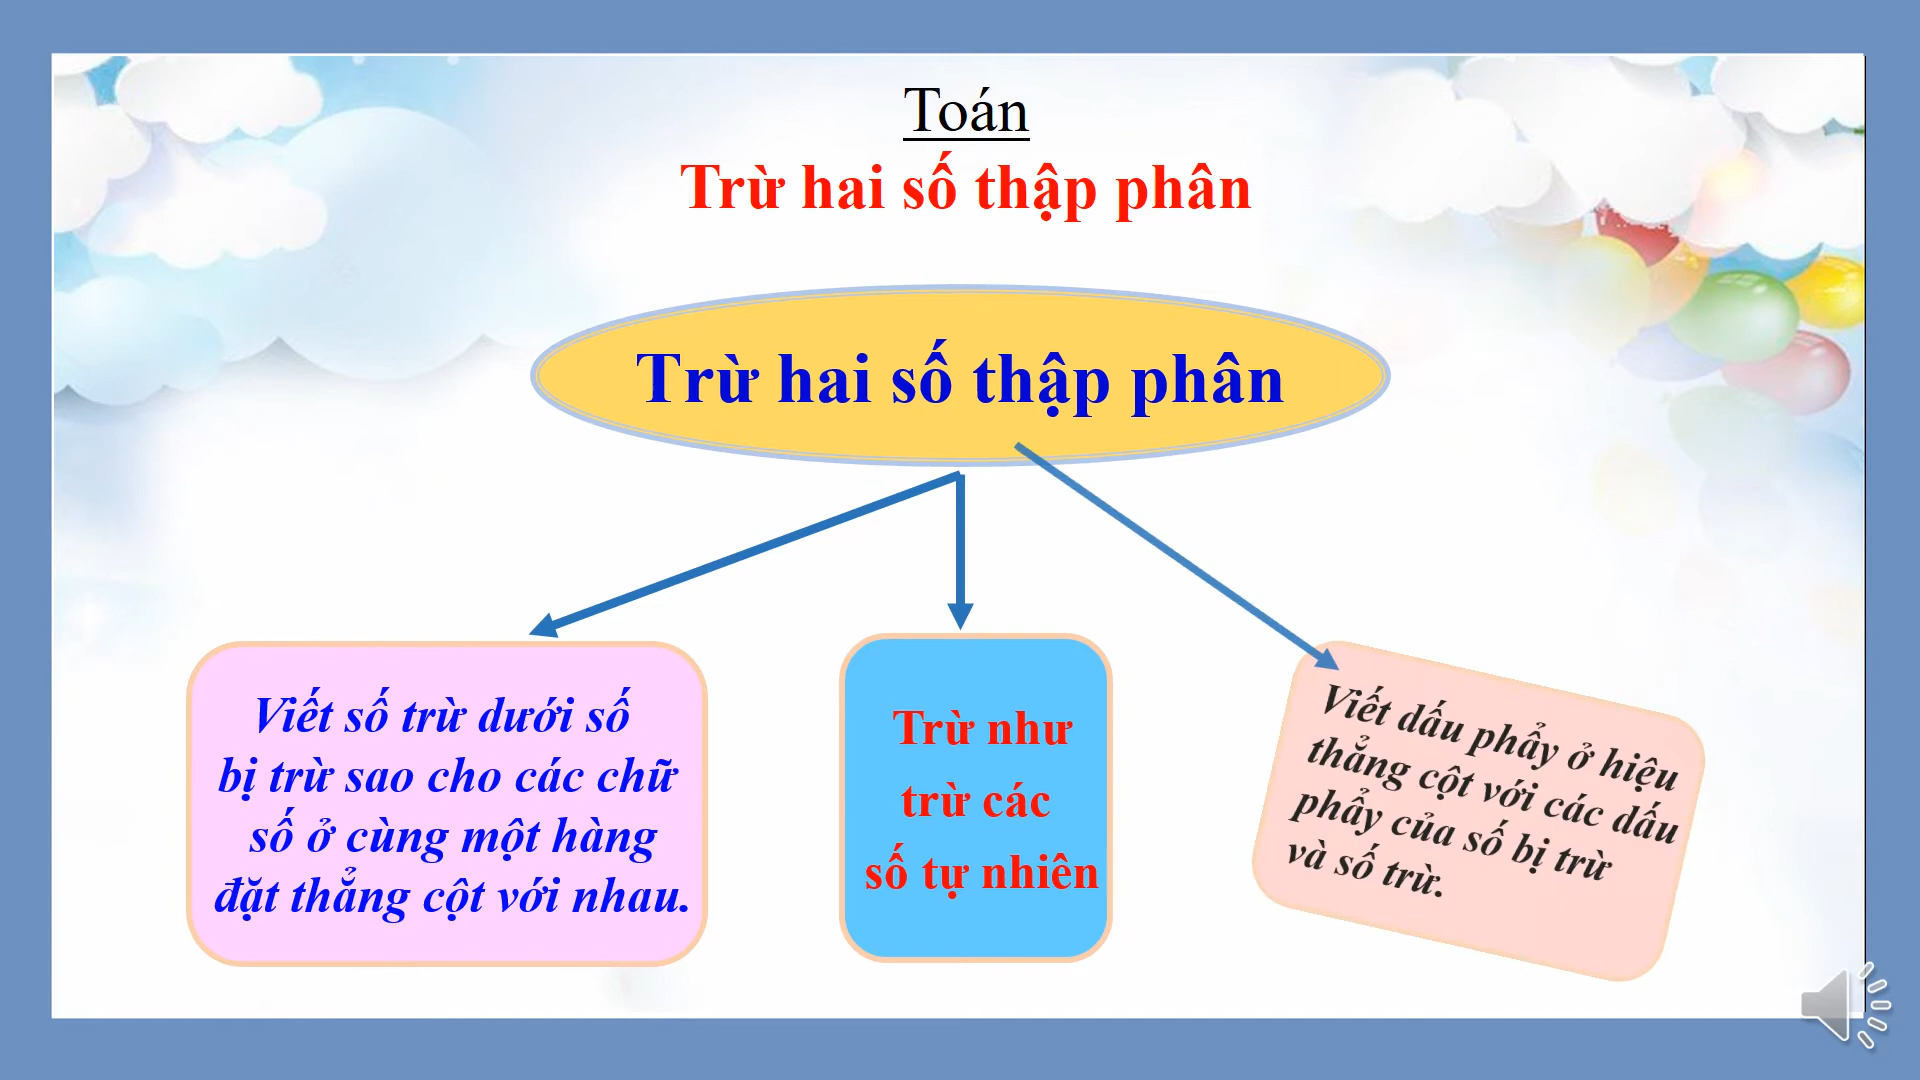 Toán
Trừ hai số thập phân
Trừ hai số thập phân
Viết số trừ dưới số
bị trừ sao cho các chữ
số ở cùng một hàng
đặt thẳng cột với nhau.
Trừ như
trừ các
số tự nhiên
Viết dấu phẩy ở hiệu
thẳng cột với các dấu
phẩy của số bị trừ
và số trừ.